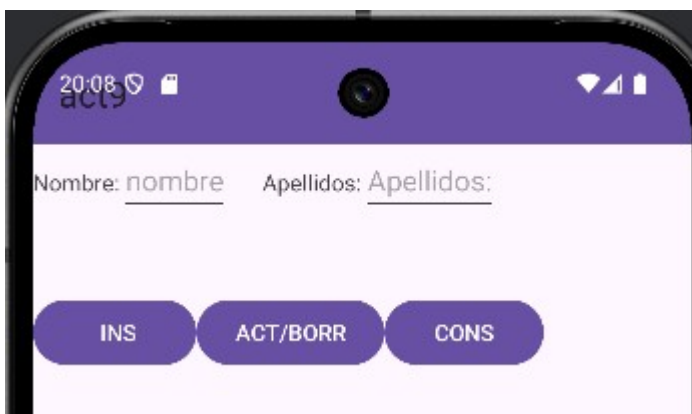 20:08
act9
Nombre: nombre Apellidos: Apellidos:
INS ACT/BORR CONS